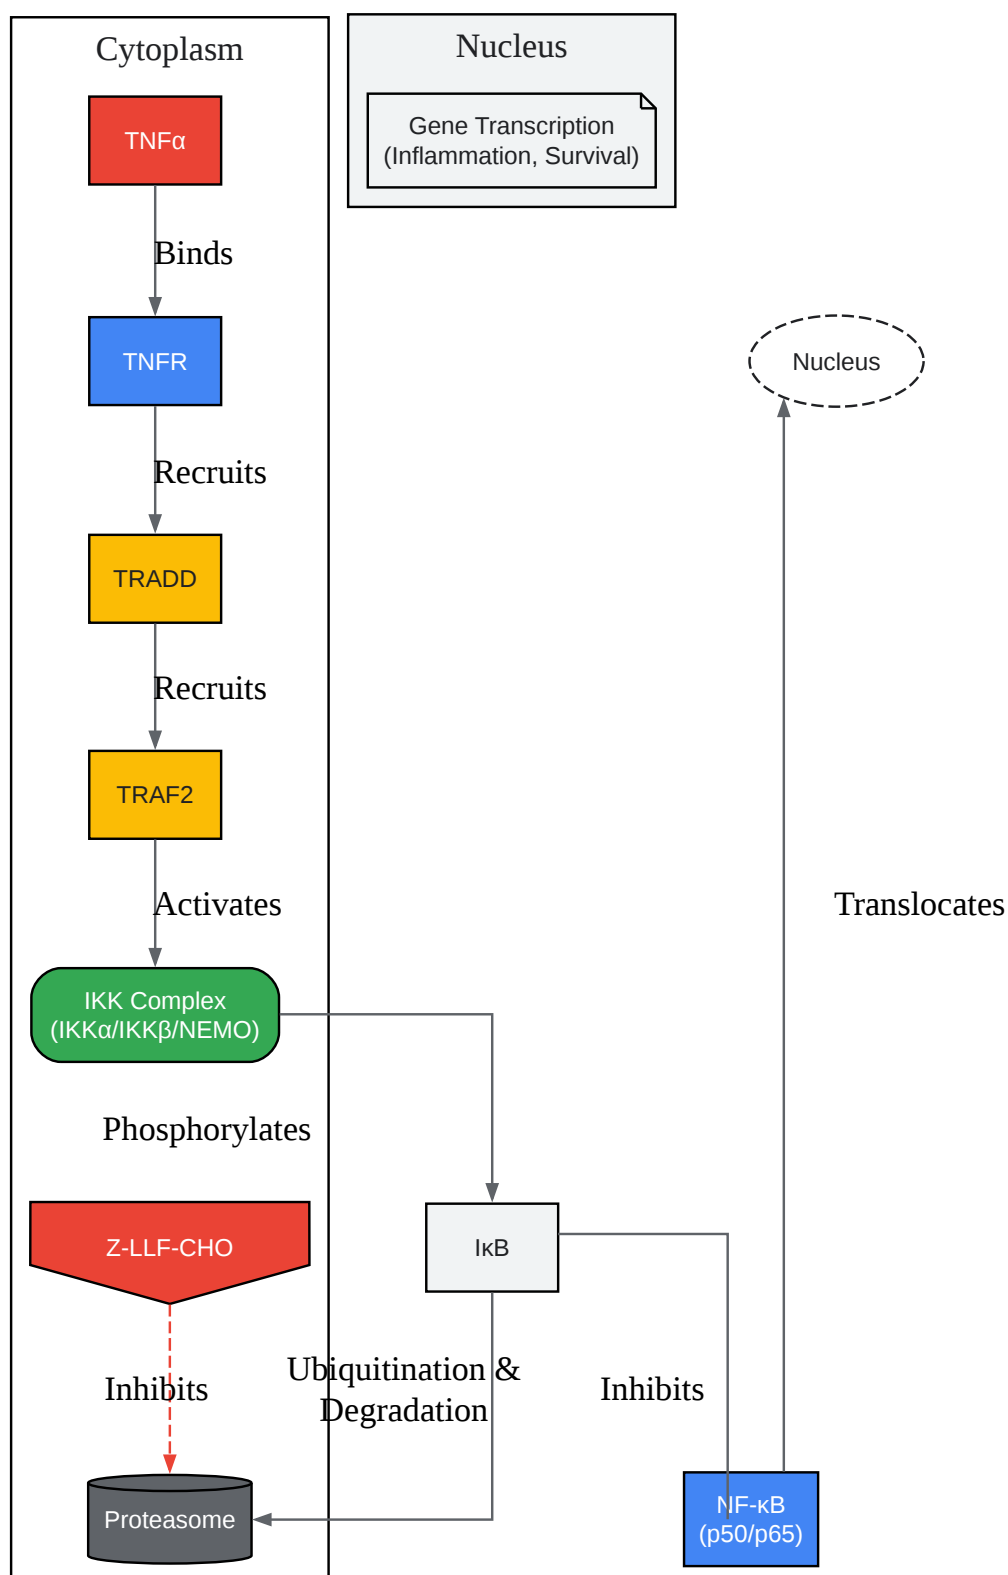 Cytoplasm
TNFα
Binds
TNFR
Recruits
TRADD
Recruits
TRAF2
Activates
IKK Complex
(IKKα/IKKβ/NEMO)
Phosphorylates
Z-LLF-CHO
Inhibits
Proteasome
Nucleus
Gene Transcription
(Inflammation, Survival)
Nucleus
Translocates
IκB
Ubiquitination &
Degradation
Inhibits
NF-κB
(p50/p65)